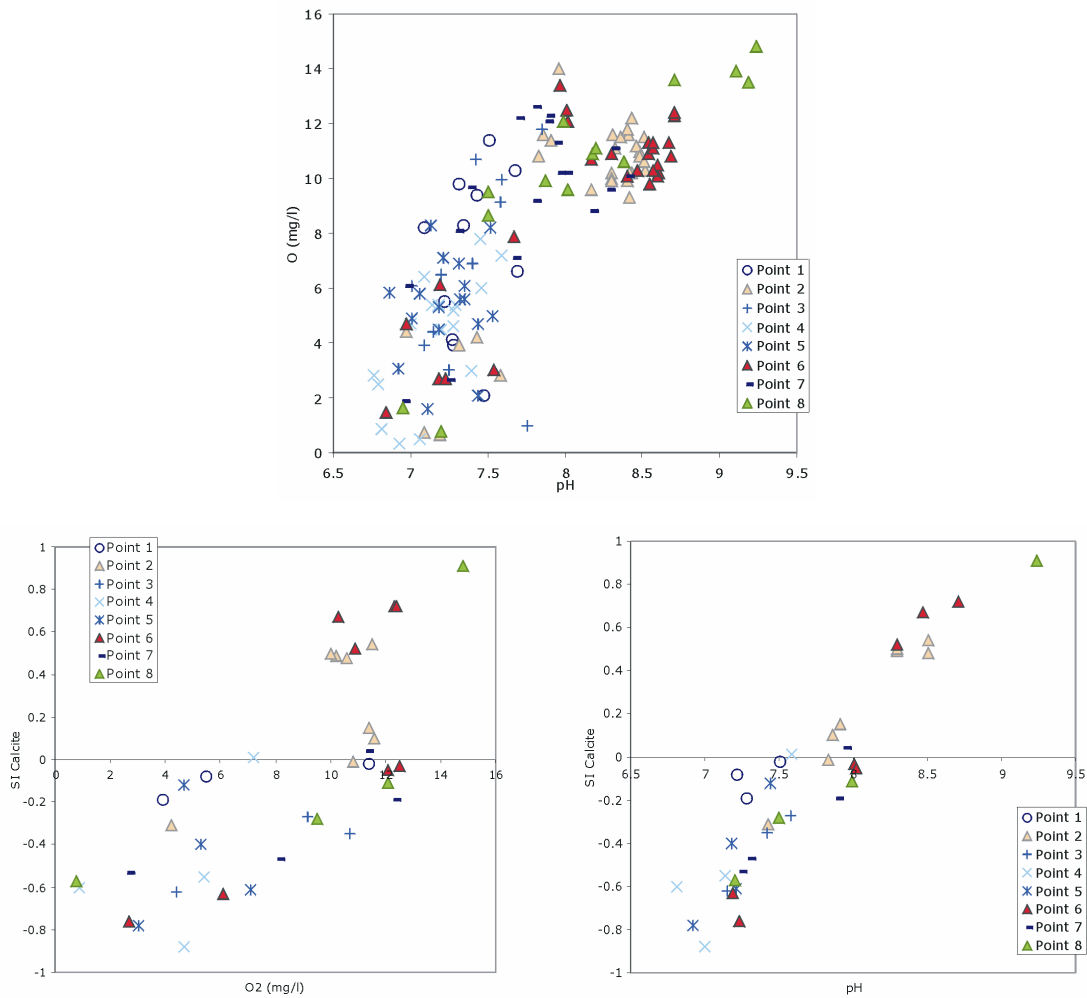 16
14
12
10
8
6
4
2
0
O (mg/l)
6.5 7 7.5 8 8.5 9 9.5
pH
Point 1
Point 2
Point 3
Point 4
Point 5
Point 6
Point 7
Point 8
1
0.8
0.6
0.4
0.2
0
-0.2
-0.4
-0.6
-0.8
-1
SI Calcite
0 2 4 6 8 10 12 14 16
O2 (mg/l)
Point 1
Point 2
Point 3
Point 4
Point 5
Point 6
Point 7
Point 8
1
0.8
0.6
0.4
0.2
0
-0.2
-0.4
-0.6
-0.8
-1
SI Calcite
6.5 7 7.5 8 8.5 9 9.5
pH
Point 1
Point 2
Point 3
Point 4
Point 5
Point 6
Point 7
Point 8